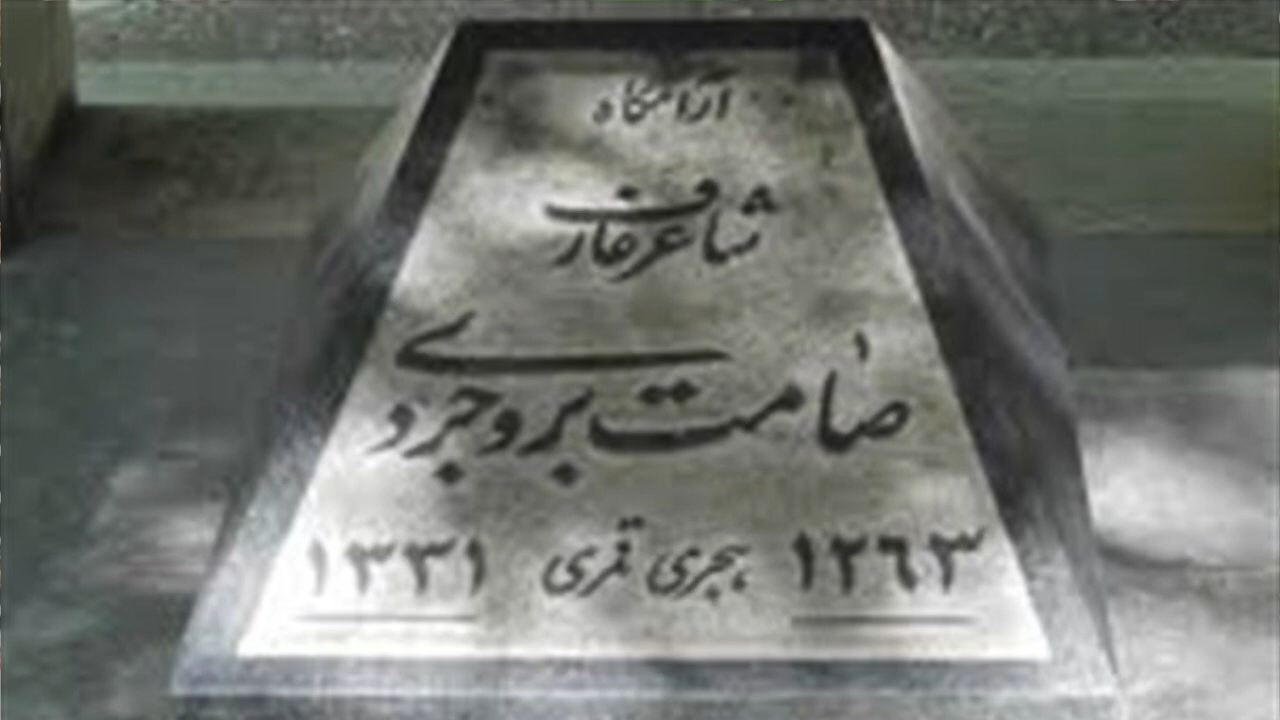 آرامگاه
شاعر عارف
صامت بروجردی
۱۲۶۳ هجری قمری ۱۳۳۱